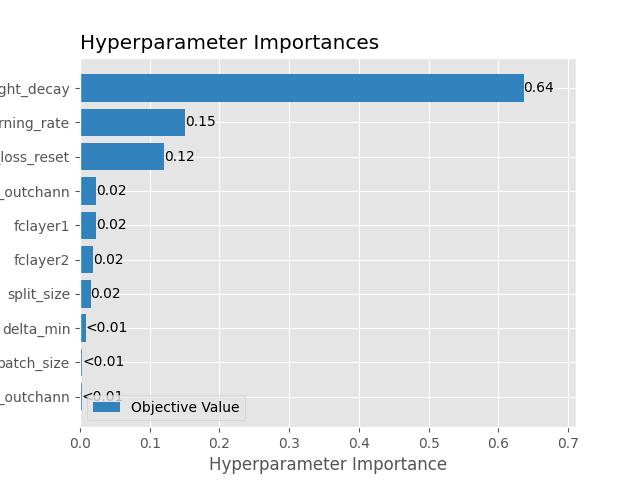 Hyperparameter Importances
ght_decay 0.64
rning_rate 0.15
loss_reset 0.12
_outchann 0.02
fclayer1 0.02
fclayer2 0.02
split_size 0.02
delta_min <0.01
batch_size <0.01
_outchann <0.01
Objective Value
0.0 0.1 0.2 0.3 0.4 0.5 0.6 0.7
Hyperparameter Importance